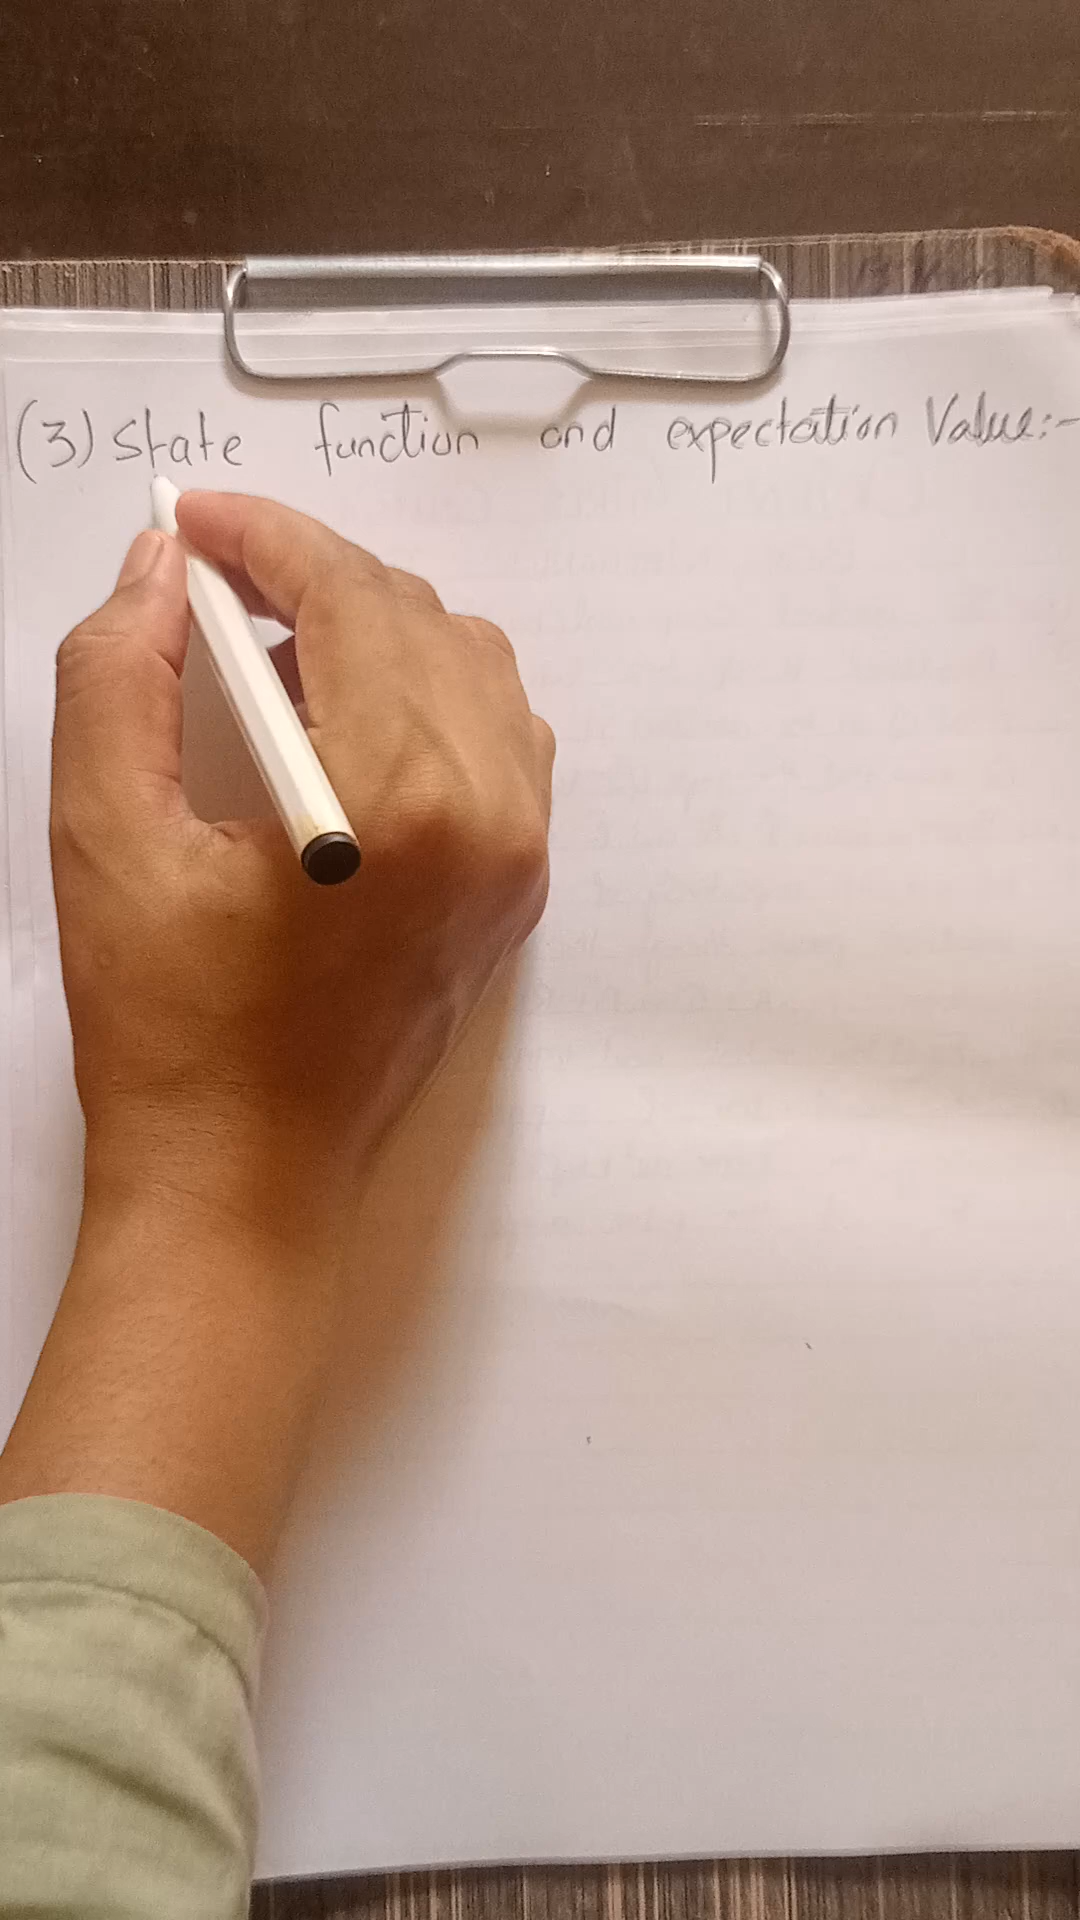 (3) State function and expectation Value:-